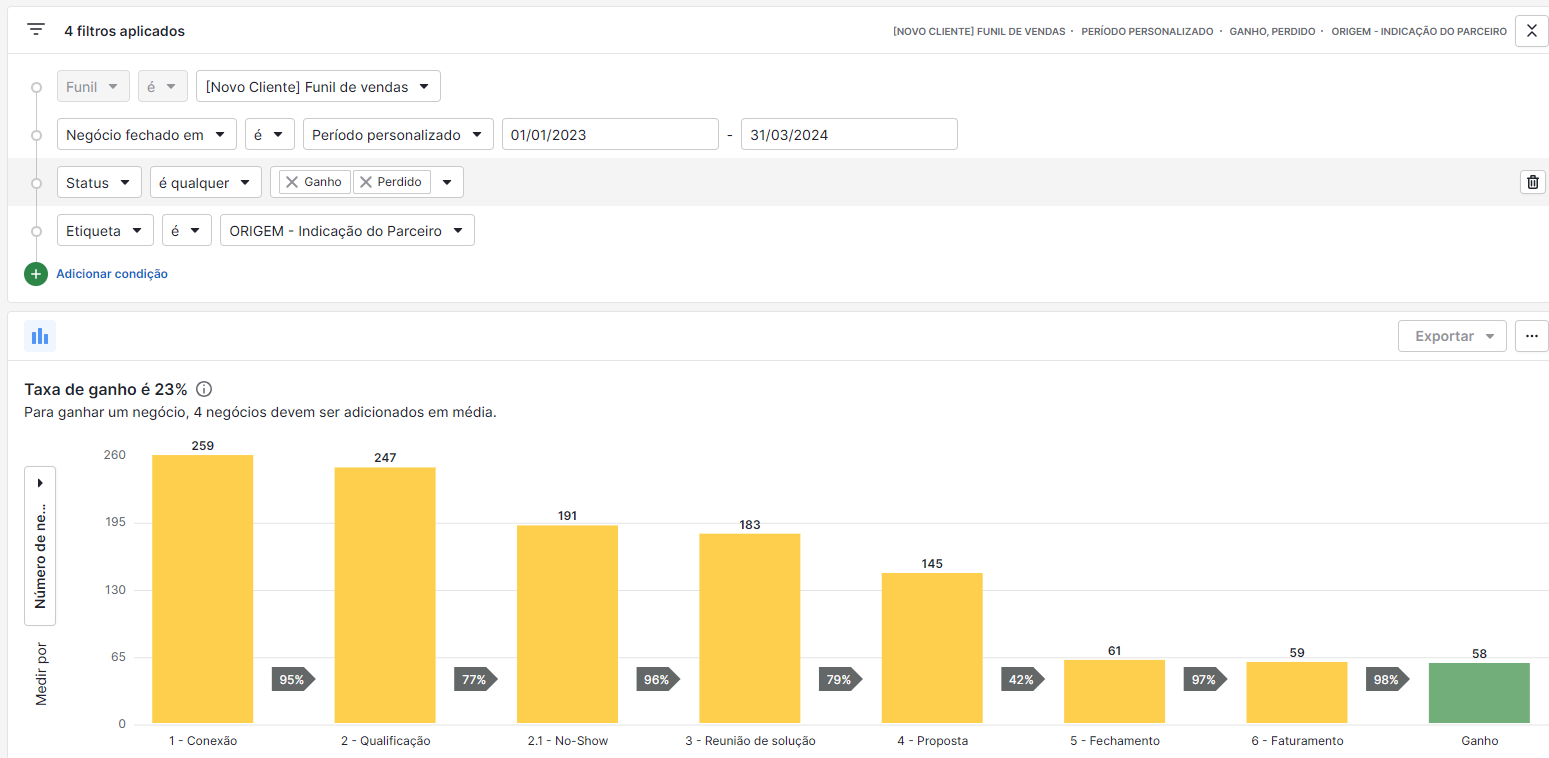 4 filtros aplicados
[NOVO CLIENTE] FUNIL DE VENDAS · PERÍODO PERSONALIZADO · GANHO, PERDIDO · ORIGEM - INDICAÇÃO DO PARCEIRO
Funil é [Novo Cliente] Funil de vendas
Negócio fechado em é Período personalizado 01/01/2023 - 31/03/2024
Status é qualquer Ganho Perdido
Etiqueta é ORIGEM - Indicação do Parceiro
Adicionar condição
Exportar
Taxa de ganho é 23%
Para ganhar um negócio, 4 negócios devem ser adicionados em média.
Medir por Número de ne...
260
195
130
65
0
259
247
191
183
145
61
59
58
95%
77%
96%
79%
42%
97%
98%
1 - Conexão
2 - Qualificação
2.1 - No-Show
3 - Reunião de solução
4 - Proposta
5 - Fechamento
6 - Faturamento
Ganho